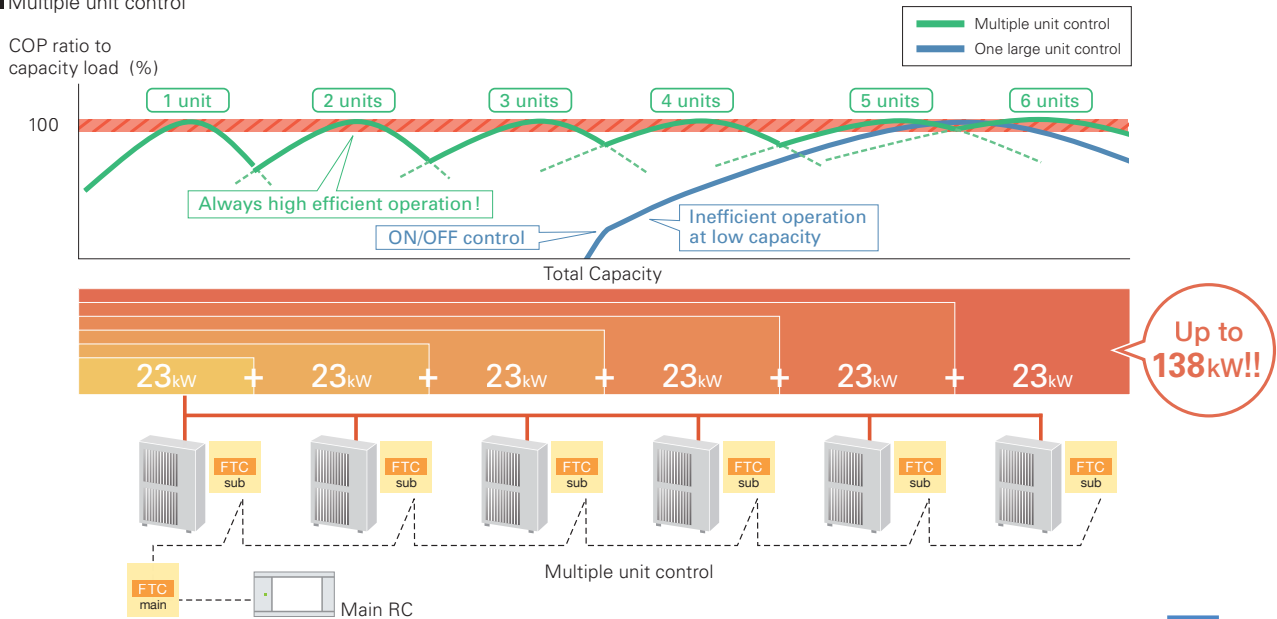 Multiple unit control
COP ratio to
capacity load (%)
Multiple unit control
One large unit control
1 unit
2 units
3 units
4 units
5 units
6 units
100
Always high efficient operation!
ON/OFF control
Inefficient operation
at low capacity
Total Capacity
23kW + 23kW + 23kW + 23kW + 23kW + 23kW
Up to
138kW!!
FTC
sub
FTC
sub
FTC
sub
FTC
sub
FTC
sub
FTC
sub
Multiple unit control
FTC
main
Main RC